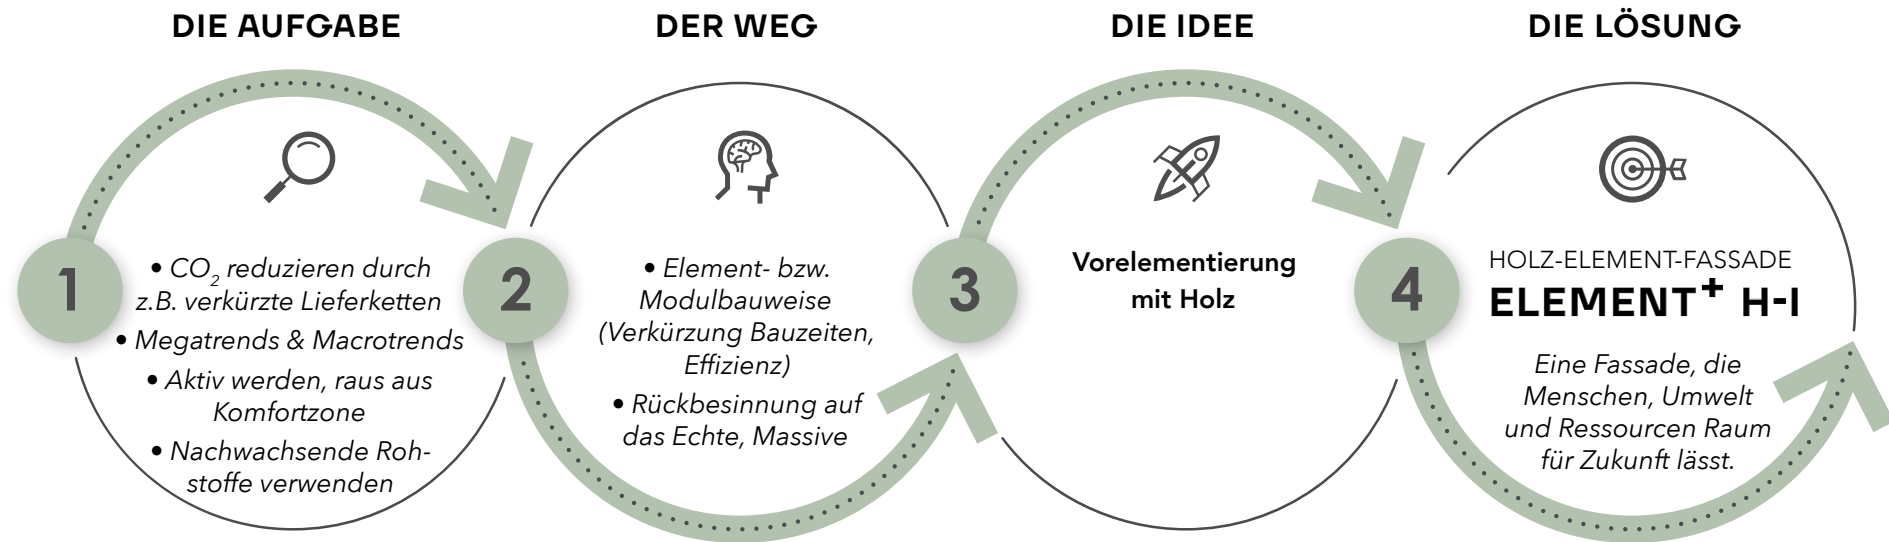 DIE AUFGABE
1
• CO₂ reduzieren durch
z.B. verkürzte Lieferketten
• Megatrends & Macrotrends
• Aktiv werden, raus aus
Komfortzone
• Nachwachsende Roh-
stoffe verwenden
DER WEG
2
• Element- bzw.
Modulbauweise
(Verkürzung Bauzeiten,
Effizienz)
• Rückbesinnung auf
das Echte, Massive
DIE IDEE
3
Vorelementierung
mit Holz
DIE LÖSUNG
4
HOLZ-ELEMENT-FASSADE
ELEMENT⁺ H-I
Eine Fassade, die
Menschen, Umwelt
und Ressourcen Raum
für Zukunft lässt.